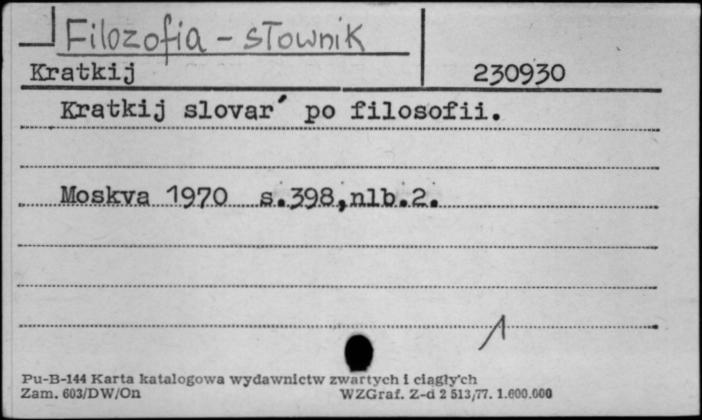 Filozofia - słownik
Kratkij 230930
Kratkij slovar´ po filosofii.
Moskva 1970 s.398,nlb.2.
1
Pu-B-144 Karta katalogowa wydawnictw zwartych i ciągłych
Zam. 603/DW/On WZGraf. Z-d 2 513/77. 1.600.000